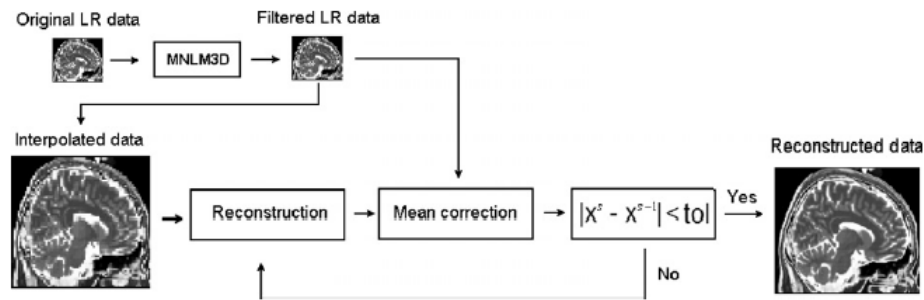 Original LR data
Filtered LR data
MNLM3D
Interpolated data
Reconstructed data
Reconstruction
Mean correction
|x^s - x^{s-1}| < tol
Yes
No